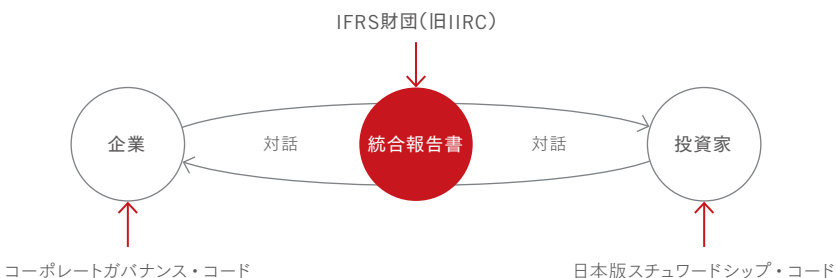 IFRS財団(旧IIRC)
企業
対話
統合報告書
対話
投資家
コーポレートガバナンス・コード
日本版スチュワードシップ・コード